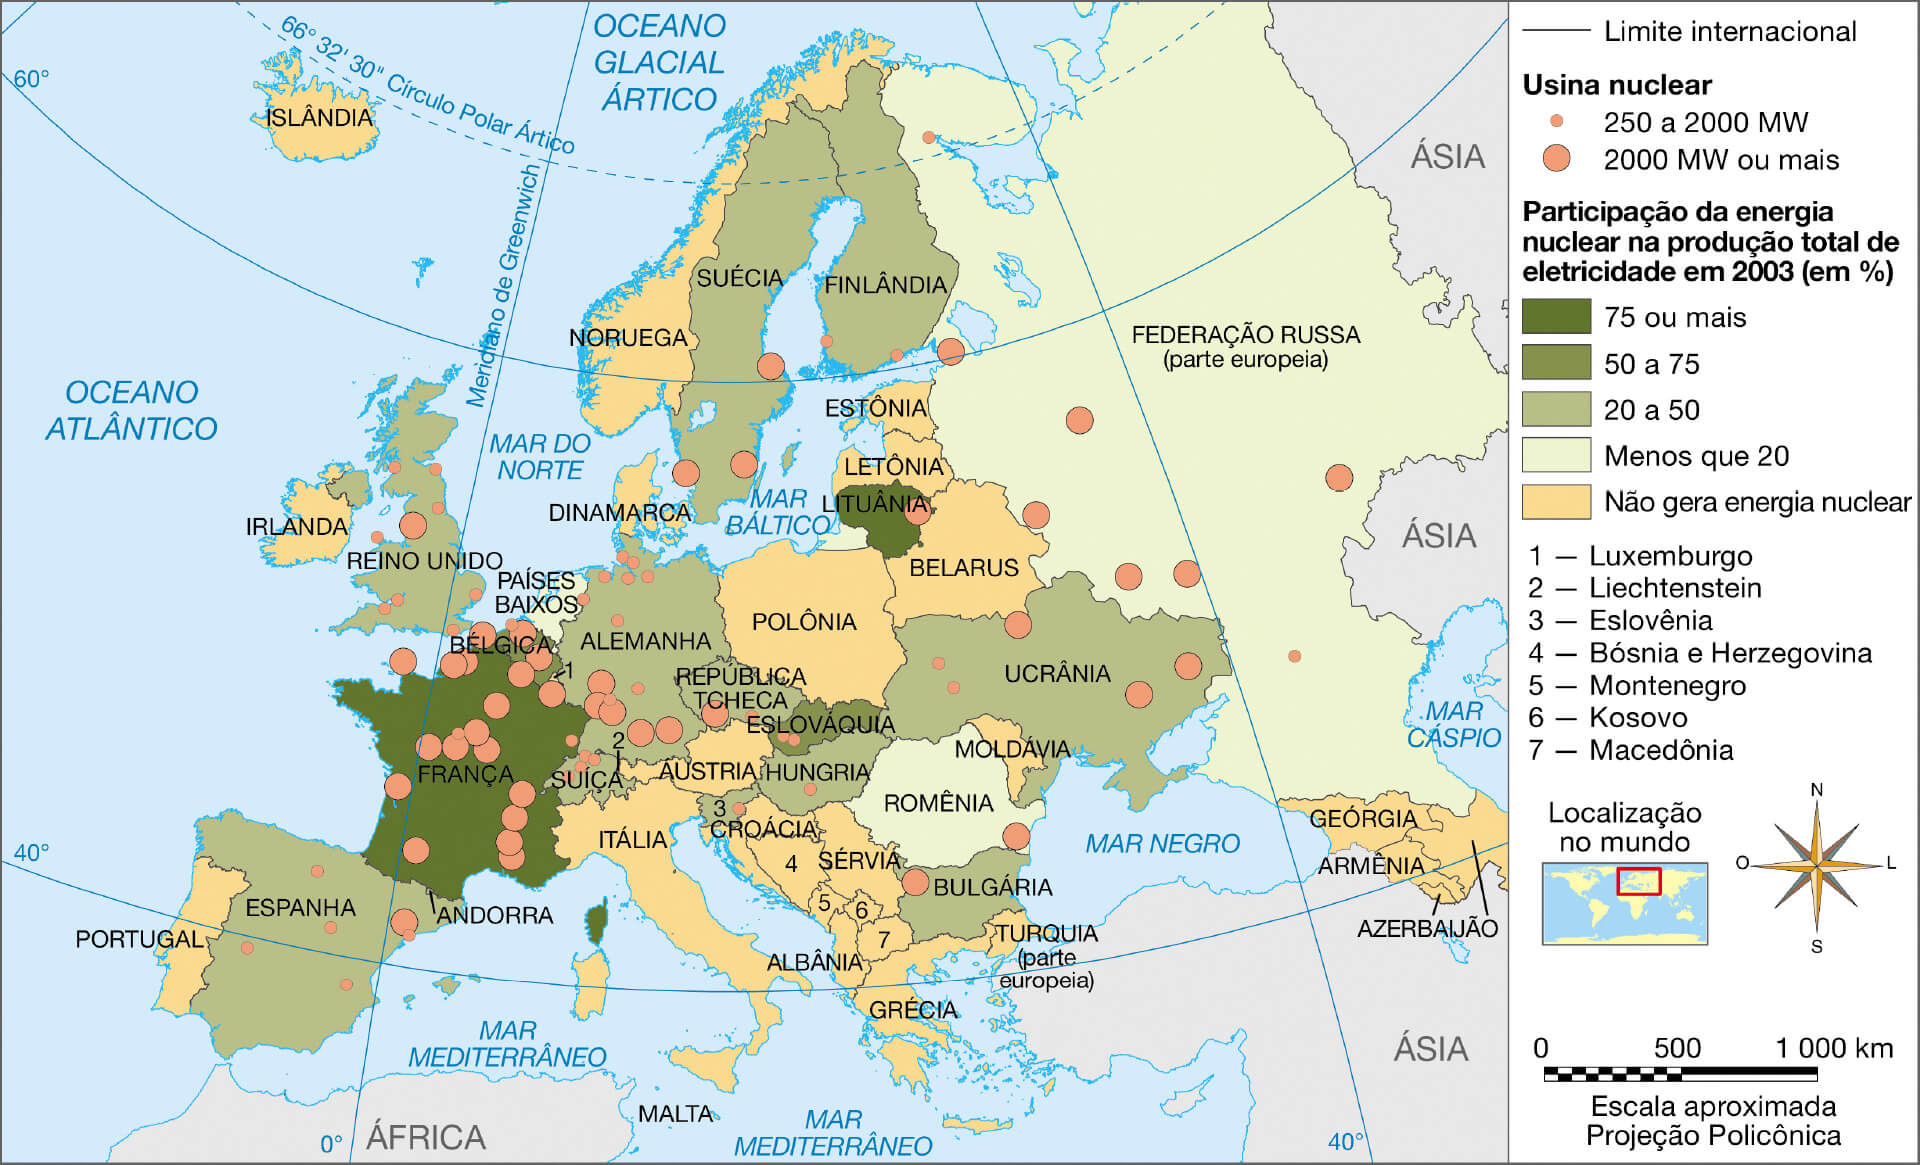 OCEANO
GLACIAL
ÁRTICO
66° 32' 30" Círculo Polar Ártico
60°
ISLÂNDIA
Meridiano de Greenwich
ÁSIA
SUÉCIA
FINLÂNDIA
NORUEGA
FEDERAÇÃO RUSSA
(parte europeia)
OCEANO
ATLÂNTICO
MAR DO
NORTE
ESTÔNIA
LETÔNIA
LITUÂNIA
MAR
BÁLTICO
DINAMARCA
IRLANDA
REINO UNIDO
PAÍSES
BAIXOS
BELARUS
ÁSIA
POLÔNIA
ALEMANHA
BÉLGICA
1
REPÚBLICA
TCHECA
UCRÂNIA
ESLOVÁQUIA
MAR
CÁSPIO
2
MOLDÁVIA
FRANÇA
SUÍÇA
ÁUSTRIA
HUNGRIA
ROMÊNIA
3
CROÁCIA
ITÁLIA
GEÓRGIA
MAR NEGRO
40°
4
SÉRVIA
ARMÊNIA
BULGÁRIA
5
6
ESPANHA
ANDORRA
AZERBAIJÃO
PORTUGAL
7
TURQUIA
(parte
europeia)
ALBÂNIA
GRÉCIA
MAR
MEDITERRÂNEO
ÁSIA
MALTA
MAR
MEDITERRÂNEO
0°
ÁFRICA
40°
Limite internacional
Usina nuclear
250 a 2000 MW
2000 MW ou mais
Participação da energia
nuclear na produção total de
eletricidade em 2003 (em %)
75 ou mais
50 a 75
20 a 50
Menos que 20
Não gera energia nuclear
1 — Luxemburgo
2 — Liechtenstein
3 — Eslovênia
4 — Bósnia e Herzegovina
5 — Montenegro
6 — Kosovo
7 — Macedônia
Localização
no mundo
N
O
L
S
0 500 1 000 km
Escala aproximada
Projeção Policônica